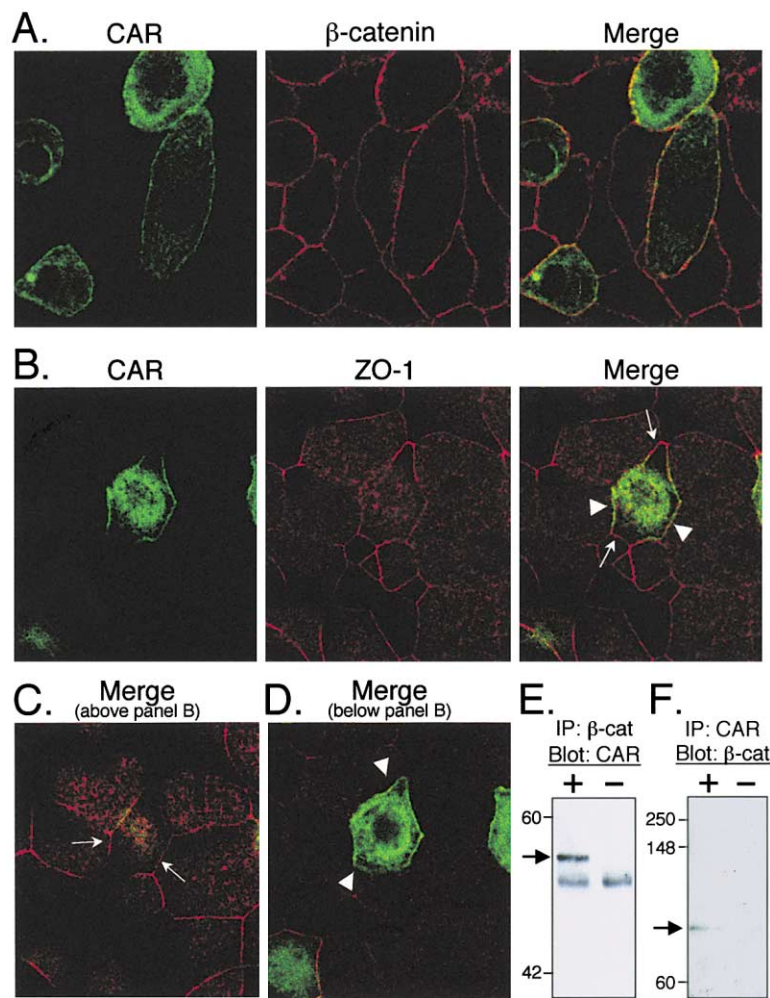 A.
CAR
β-catenin
Merge
B.
CAR
ZO-1
Merge
C.
Merge
(above panel B)
D.
Merge
(below panel B)
E.
IP: β-cat
Blot: CAR
+ −
60
42
F.
IP: CAR
Blot: β-cat
+ −
250
148
60